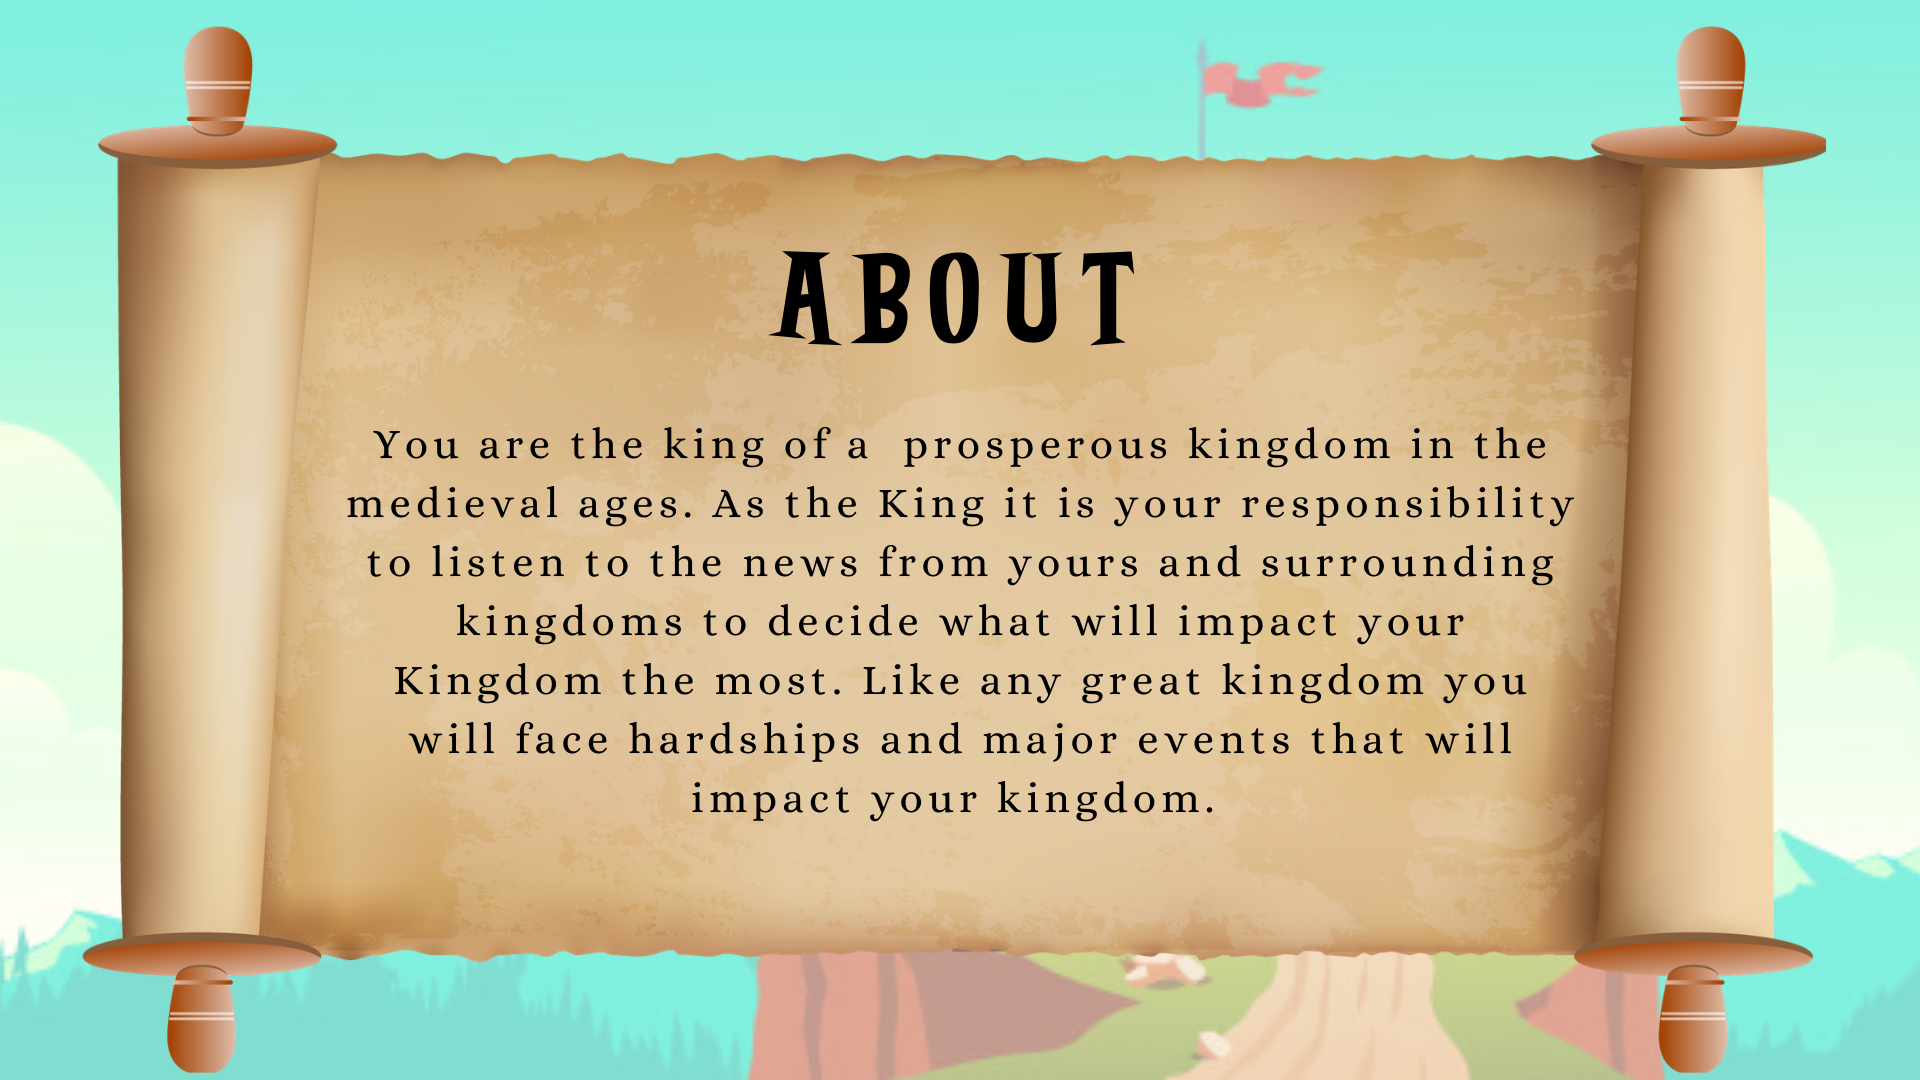 ABOUT
You are the king of a  prosperous kingdom in the
medieval ages. As the King it is your responsibility
to listen to the news from yours and surrounding
kingdoms to decide what will impact your
Kingdom the most. Like any great kingdom you
will face hardships and major events that will
impact your kingdom.